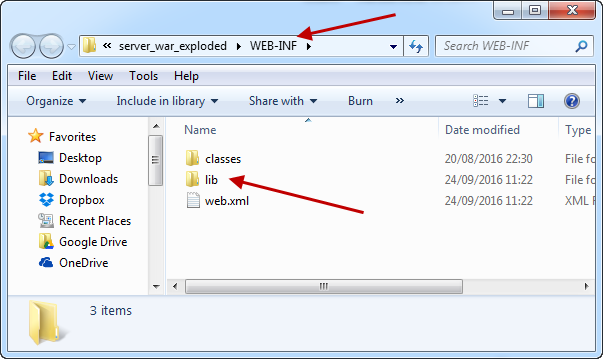 « server_war_exploded WEB-INF Search WEB-INF
File Edit View Tools Help
Organize Include in library Share with Burn »
Favorites
Desktop
Downloads
Dropbox
Recent Places
Google Drive
OneDrive
Name Date modified Type
classes 20/08/2016 22:30 File fo
lib 24/09/2016 11:22 File fo
web.xml 24/09/2016 11:22 XML F
3 items